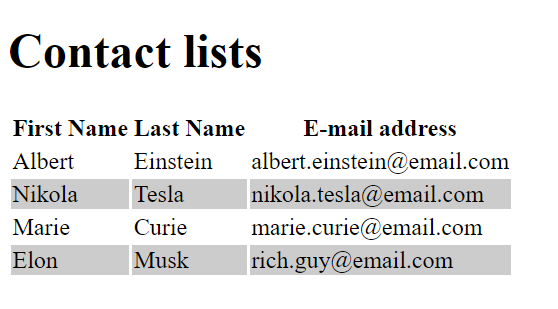 Contact lists
First Name Last Name E-mail address
Albert Einstein albert.einstein@email.com
Nikola Tesla nikola.tesla@email.com
Marie Curie marie.curie@email.com
Elon Musk rich.guy@email.com